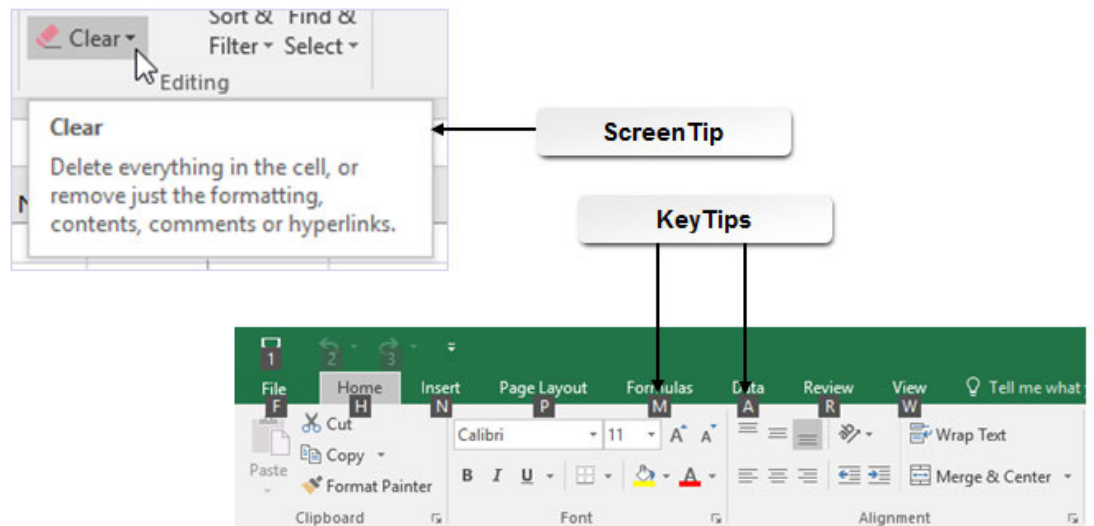 Sort & Find &
Clear Filter Select
Editing
Clear
Delete everything in the cell, or
remove just the formatting,
contents, comments or hyperlinks.
N
ScreenTip
KeyTips
1 2 3
File Home Insert Page Layout Formulas Data Review View Tell me what
F H N P M A R W
Cut
Calibri 11 A A Wrap Text
Copy
Paste
B I U A Merge & Center
Format Painter
Clipboard Font Alignment